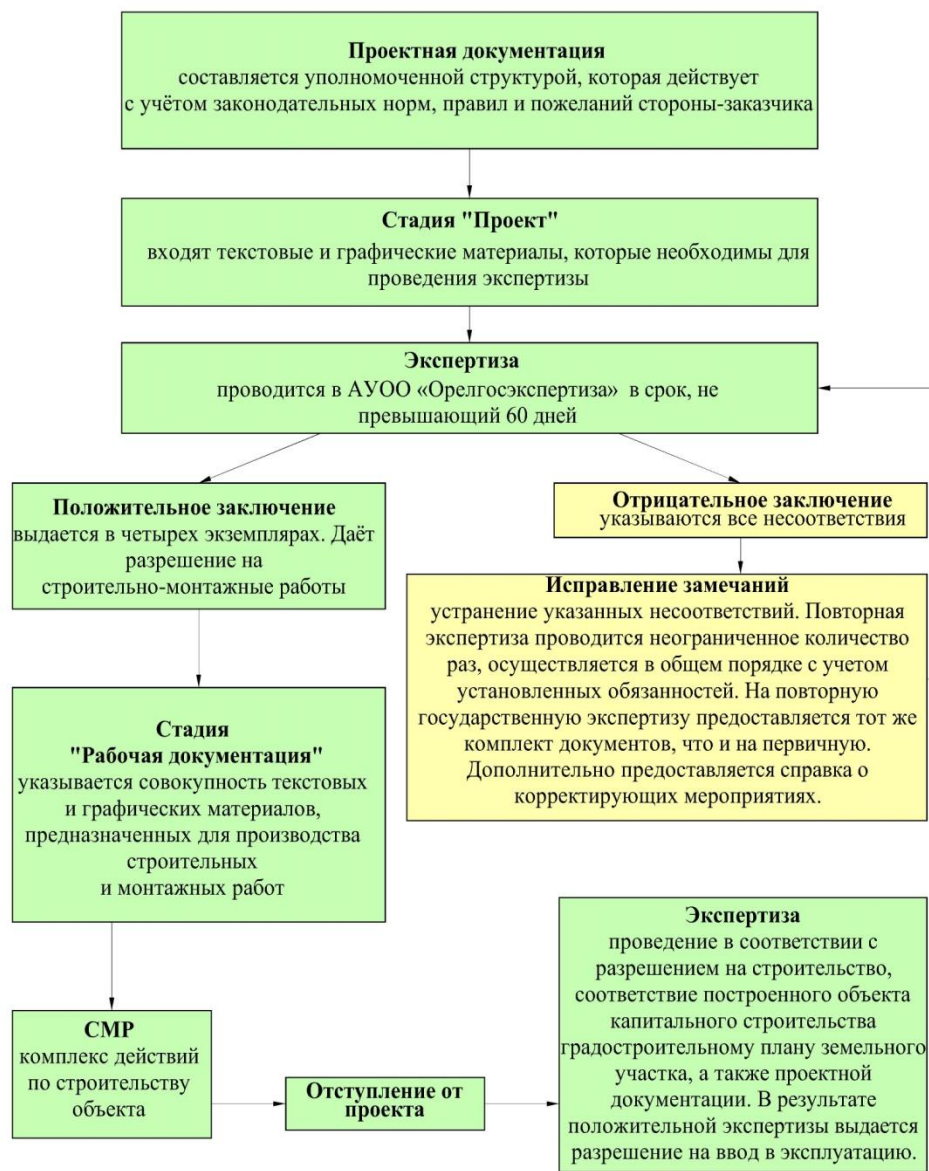 Проектная документация
составляется уполномоченной структурой, которая действует
с учётом законодательных норм, правил и пожеланий стороны-заказчика
Стадия "Проект"
входят текстовые и графические материалы, которые необходимы для
проведения экспертизы
Экспертиза
проводится в АУОО «Орелгосэкспертиза» в срок, не
превышающий 60 дней
Положительное заключение
выдается в четырех экземплярах. Даёт
разрешение на
строительно-монтажные работы
Отрицательное заключение
указываются все несоответствия
Исправление замечаний
устранение указанных несоответствий. Повторная
экспертиза проводится неограниченное количество
раз, осуществляется в общем порядке с учетом
установленных обязанностей. На повторную
государственную экспертизу предоставляется тот же
комплект документов, что и на первичную.
Дополнительно предоставляется справка о
корректирующих мероприятиях.
Стадия
"Рабочая документация"
указывается совокупность текстовых
и графических материалов,
предназначенных для производства
строительных
и монтажных работ
СМР
комплекс действий
по строительству
объекта
Отступление от
проекта
Экспертиза
проведение в соответствии с
разрешением на строительство,
соответствие построенного объекта
капитального строительства
градостроительному плану земельного
участка, а также проектной
документации. В результате
положительной экспертизы выдается
разрешение на ввод в эксплуатацию.